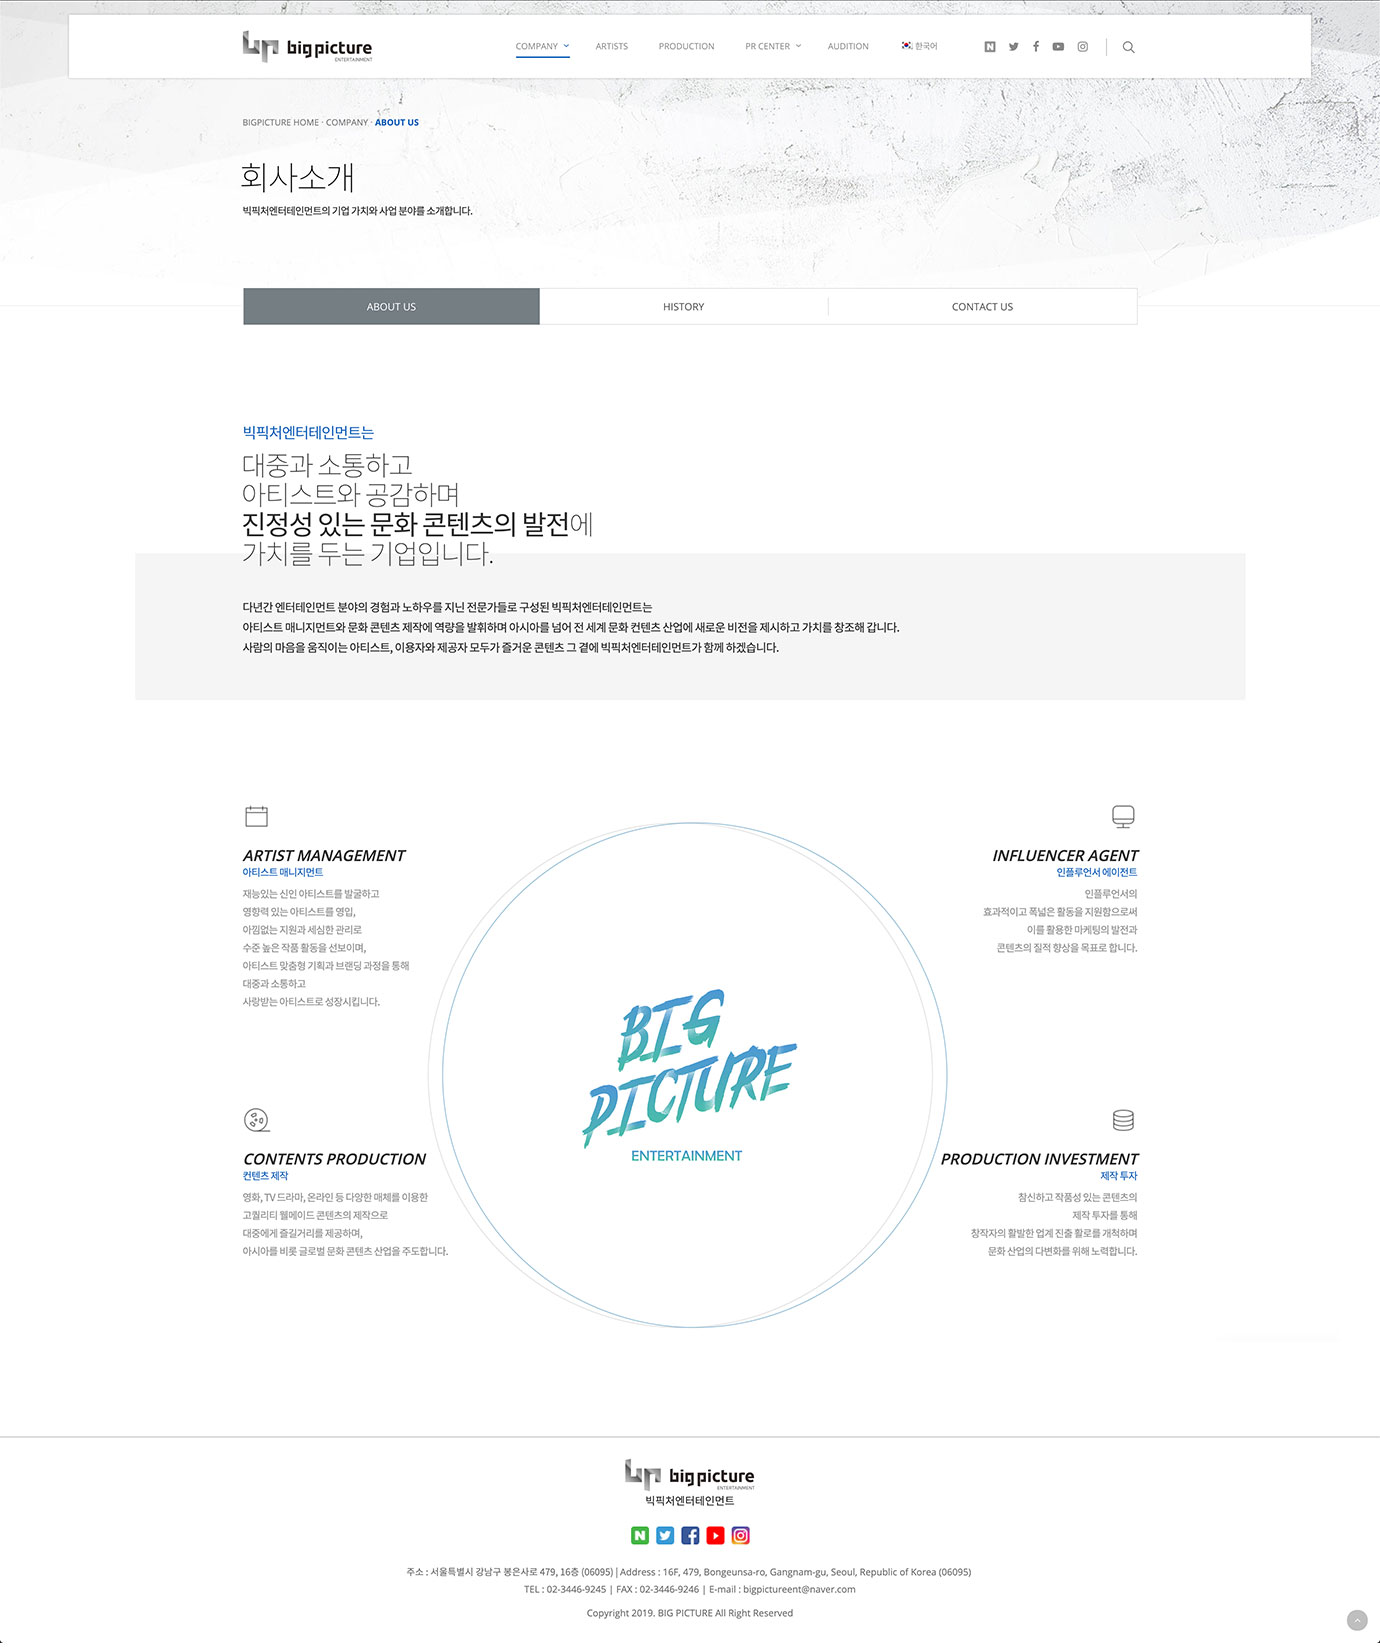 bigpicture
ENTERTAINMENT
COMPANY
ARTISTS
PRODUCTION
PR CENTER
AUDITION
한국어
BIGPICTURE HOME · COMPANY · ABOUT US
회사소개
빅픽처엔터테인먼트의 기업 가치와 사업 분야를 소개합니다.
ABOUT US
HISTORY
CONTACT US
빅픽처엔터테인먼트는
대중과 소통하고
아티스트와 공감하며
진정성 있는 문화 콘텐츠의 발전에
가치를 두는 기업입니다.
다년간 엔터테인먼트 분야의 경험과 노하우를 지닌 전문가들로 구성된 빅픽처엔터테인먼트는
아티스트 매니지먼트와 문화 콘텐츠 제작에 역량을 발휘하며 아시아를 넘어 전 세계 문화 컨텐츠 산업에 새로운 비전을 제시하고 가치를 창조해 갑니다.
사람의 마음을 움직이는 아티스트, 이용자와 제공자 모두가 즐거운 콘텐츠 그 곁에 빅픽처엔터테인먼트가 함께 하겠습니다.
ARTIST MANAGEMENT
아티스트 매니지먼트
재능있는 신인 아티스트를 발굴하고
영향력 있는 아티스트를 영입,
아낌없는 지원과 세심한 관리로
수준 높은 작품 활동을 선보이며,
아티스트 맞춤형 기획과 브랜딩 과정을 통해
대중과 소통하고
사랑받는 아티스트로 성장시킵니다.
INFLUENCER AGENT
인플루언서 에이전트
인플루언서의
효과적이고 폭넓은 활동을 지원함으로써
이를 활용한 마케팅의 발전과
콘텐츠의 질적 향상을 목표로 합니다.
BIG
PICTURE
ENTERTAINMENT
CONTENTS PRODUCTION
컨텐츠 제작
영화, TV 드라마, 온라인 등 다양한 매체를 이용한
고퀄리티 웰메이드 콘텐츠의 제작으로
대중에게 즐길거리를 제공하며,
아시아를 비롯 글로벌 문화 콘텐츠 산업을 주도합니다.
PRODUCTION INVESTMENT
제작 투자
참신하고 작품성 있는 콘텐츠의
제작 투자를 통해
창작자의 활발한 업계 진출 활로를 개척하며
문화 산업의 다변화를 위해 노력합니다.
bigpicture
ENTERTAINMENT
빅픽처엔터테인먼트
주소 : 서울특별시 강남구 봉은사로 479, 16층 (06095) | Address : 16F, 479, Bongeunsa-ro, Gangnam-gu, Seoul, Republic of Korea (06095)
TEL : 02-3446-9245 | FAX : 02-3446-9246 | E-mail : bigpictureent@naver.com
Copyright 2019. BIG PICTURE All Right Reserved